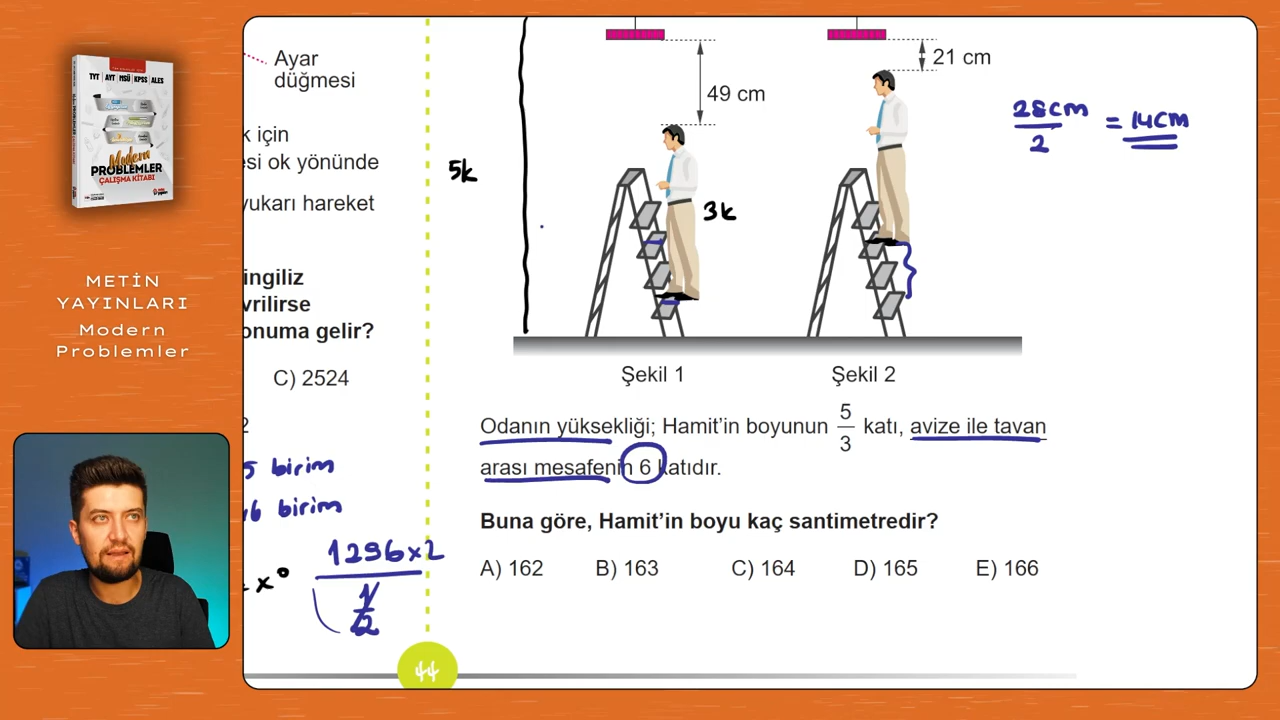 TYT AYT MSÜ KPSS ALES
Modern
PROBLEMLER
ÇALIŞMA KİTABI
METİN
YAYINLARI
Modern
Problemler
Ayar
düğmesi
k için
esi ok yönünde
yukarı hareket
ingiliz
vrilirse
onuma gelir?
C) 2524
2
5 birim
46 birim
x°
1296x2
1/2
44
49 cm
21 cm
5k
3k
28cm
2
= 14cm
Şekil 1
Şekil 2
Odanın yüksekliği; Hamit'in boyunun 5/3 katı, avize ile tavan
arası mesafenin 6 katıdır.
Buna göre, Hamit'in boyu kaç santimetredir?
A) 162 B) 163 C) 164 D) 165 E) 166